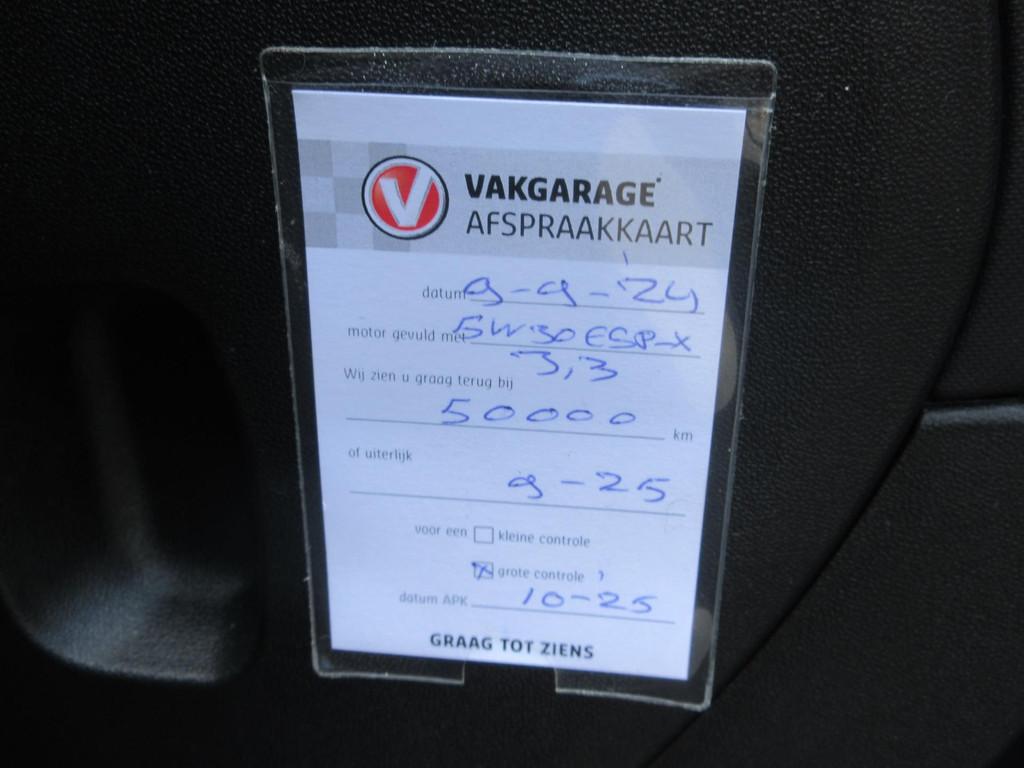 V
VAKGARAGE
AFSPRAAKKAART
datum 9-9-'24
motor gevuld met 5W30 ESP-X
3,3
Wij zien u graag terug bij
50000 km
of uiterlijk
9-25
voor een kleine controle
grote controle
datum APK 10-25
GRAAG TOT ZIENS